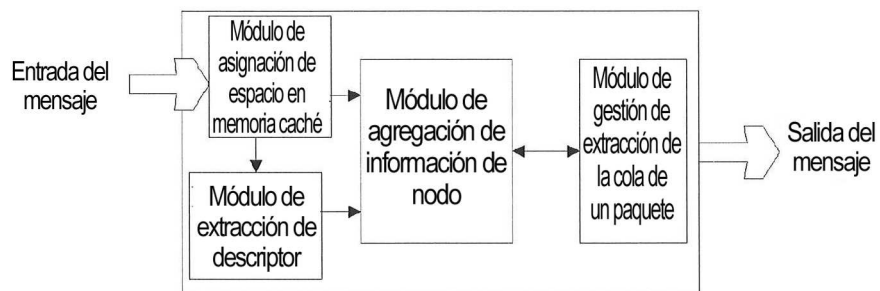 Entrada del
mensaje
Módulo de
asignación de
espacio en
memoria caché
Módulo de
extracción de
descriptor
Módulo de
agregación de
información de
nodo
Módulo de
gestión de
extracción de
la cola de
un paquete
Salida del
mensaje